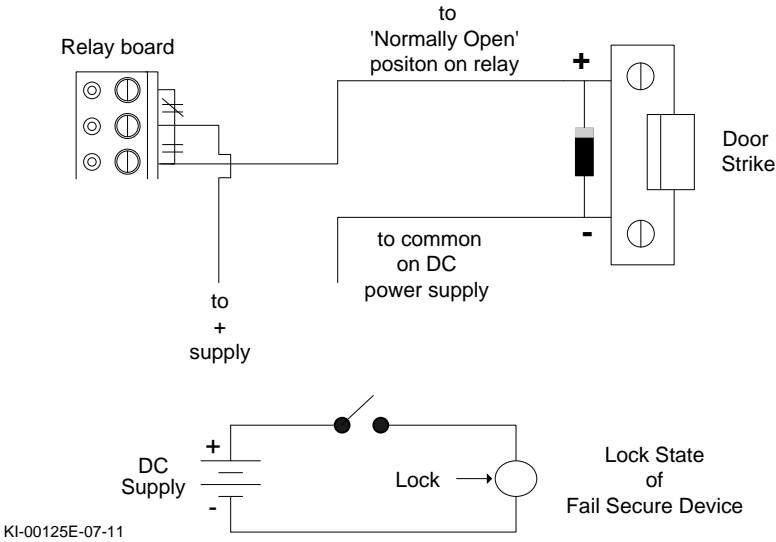 to
'Normally Open'
positon on relay
Relay board
+
Door
Strike
-
to common
on DC
power supply
to
+
supply
+
DC
Supply
-
Lock
Lock State
of
Fail Secure Device
KI-00125E-07-11